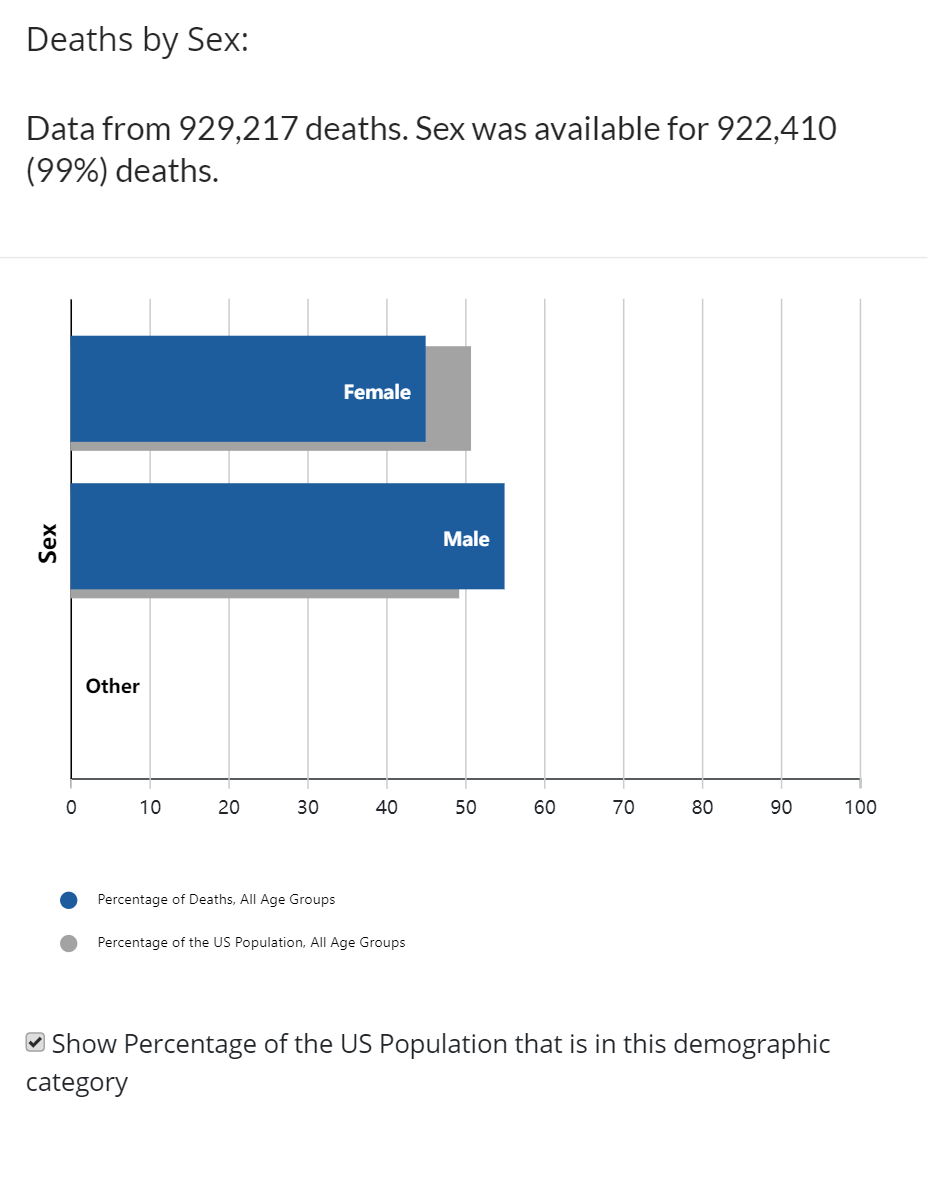 Deaths by Sex:
Data from 929,217 deaths. Sex was available for 922,410
(99%) deaths.
Female
Male
Other
Sex
0 10 20 30 40 50 60 70 80 90 100
Percentage of Deaths, All Age Groups
Percentage of the US Population, All Age Groups
Show Percentage of the US Population that is in this demographic
category